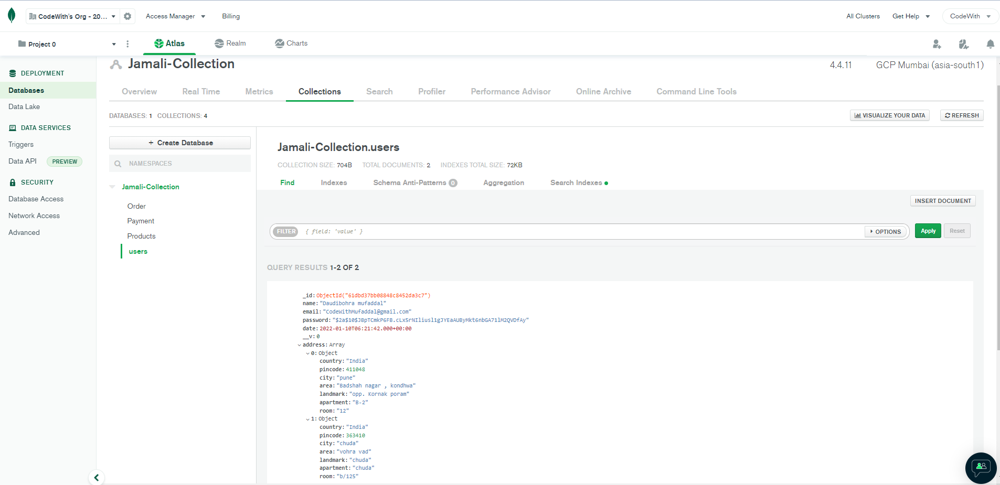 CodeWith's Org - 20... Access Manager Billing All Clusters Get Help CodeWith
Project 0 Atlas Realm Charts
Jamali-Collection 4.4.11 GCP Mumbai (asia-south1)
DEPLOYMENT
Databases
Data Lake
DATA SERVICES
Triggers
Data API PREVIEW
SECURITY
Database Access
Network Access
Advanced
Overview Real Time Metrics Collections Search Profiler Performance Advisor Online Archive Command Line Tools
DATABASES: 1 COLLECTIONS: 4 VISUALIZE YOUR DATA REFRESH
+ Create Database
NAMESPACES
Jamali-Collection
Order
Payment
Products
users
Jamali-Collection.users
COLLECTION SIZE: 704B TOTAL DOCUMENTS: 2 INDEXES TOTAL SIZE: 72KB
Find Indexes Schema Anti-Patterns 0 Aggregation Search Indexes
INSERT DOCUMENT
FILTER { field: 'value' } OPTIONS Apply Reset
QUERY RESULTS 1-2 OF 2
_id: ObjectId("61dbd37bb08848c8452da3c7")
name: "Daudibohra mufaddal"
email: "CodeWithMufaddal@gmail.com"
password: "$2a$10$JBpTCmkP6FB.cLx5rNIliusl1gJYEaAUByMkt6nbGA71lM2QVDfAy"
date: 2022-01-10T06:21:42.000+00:00
__v: 0
address: Array
0: Object
country: "India"
pincode: 411048
city: "pune"
area: "Badshah nagar , kondhwa"
landmark: "opp. Kornak poram"
apartment: "B-2"
room: "12"
1: Object
country: "India"
pincode: 363410
city: "chuda"
area: "vohra vad"
landmark: "chuda"
apartment: "chuda"
room: "b/125"